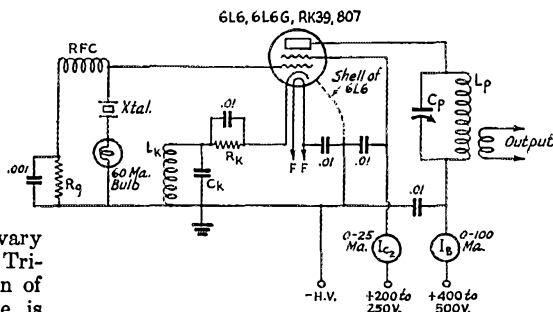 6L6, 6L6G, RK39, 807
RFC
Shell of
6L6
Xtal.
.01
Lk
Rk
Ck
Cp
Lp
Output
.001
Rg
60 Ma.
Bulb
F F
.01
.01
.01
0-25
Ma.
IC2
IB
0-100
Ma.
-H.V.
+200 to
250V.
+400 to
500V.
vary
Tri-
n of
e is